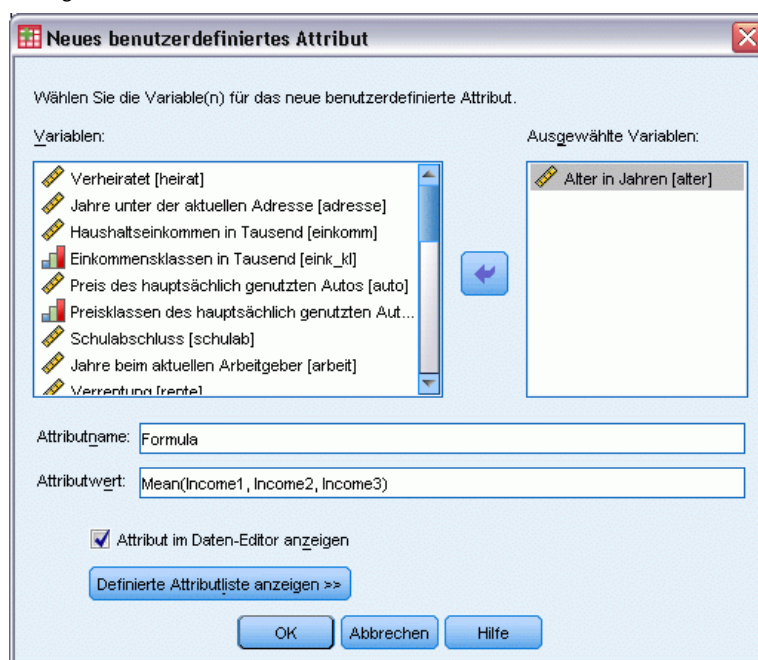 Neues benutzerdefiniertes Attribut
Wählen Sie die Variable(n) für das neue benutzerdefinierte Attribut.
Variablen:
Ausgewählte Variablen:
Verheiratet [heirat]
Jahre unter der aktuellen Adresse [adresse]
Haushaltseinkommen in Tausend [einkomm]
Einkommensklassen in Tausend [eink_kl]
Preis des hauptsächlich genutzten Autos [auto]
Preisklassen des hauptsächlich genutzten Aut...
Schulabschluss [schulab]
Jahre beim aktuellen Arbeitgeber [arbeit]
Verrentung [rente]
Alter in Jahren [alter]
Attributname: Formula
Attributwert: Mean(Income1, Income2, Income3)
Attribut im Daten-Editor anzeigen
Definierte Attributliste anzeigen >>
OK Abbrechen Hilfe